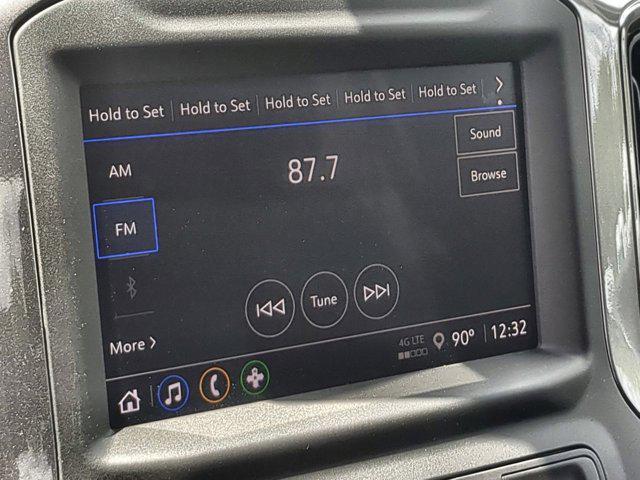 Hold to Set Hold to Set Hold to Set Hold to Set Hold to Set
AM
87.7
Sound
Browse
FM
Tune
More
4G LTE
90°
12:32